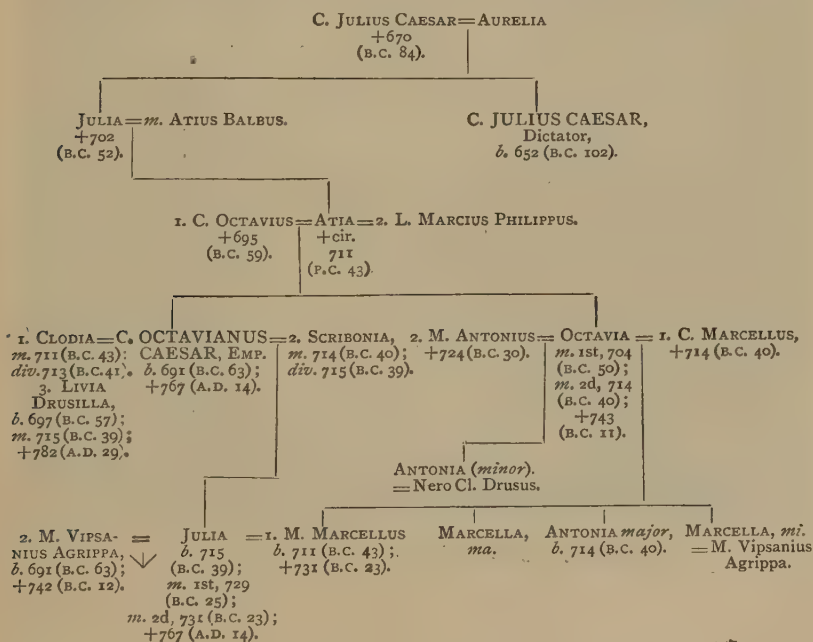 C. JULIUS CAESAR=AURELIA
+670
(B.C. 84).
JULIA=m. ATIUS BALBUS.
+702
(B.C. 52).
C. JULIUS CAESAR,
Dictator,
b. 652 (B.C. 102).
1. C. OCTAVIUS=ATIA=2. L. MARCIUS PHILIPPUS.
+695
(B.C. 59).
+cir.
711
(P.C. 43).
1. CLODIA=
m. 711 (B.C. 43);
div. 713 (B.C. 41).
3. LIVIA
DRUSILLA,
b. 697 (B.C. 57);
m. 715 (B.C. 39);
+782 (A.D. 29).
C. OCTAVIANUS=
CAESAR, EMP.
b. 691 (B.C. 63);
+767 (A.D. 14).
2. SCRIBONIA,
m. 714 (B.C. 40);
div. 715 (B.C. 39).
2. M. ANTONIUS=
+724 (B.C. 30).
OCTAVIA =
m. 1st, 704
(B.C. 50);
m. 2d, 714
(B.C. 40);
+743
(B.C. 11).
1. C. MARCELLUS,
+714 (B.C. 40).
ANTONIA (minor).
=Nero Cl. Drusus.
2. M. VIPSA- =
NIUS AGRIPPA,
b. 691 (B.C. 63);
+742 (B.C. 12).
JULIA
b. 715
(B.C. 39);
m. 1st, 729
(B.C. 25);
m. 2d, 731 (B.C. 23);
+767 (A.D. 14).
=1. M. MARCELLUS
b. 711 (B.C. 43);
+731 (B.C. 23).
MARCELLA,
ma.
ANTONIA major,
b. 714 (B.C. 40).
MARCELLA, mi.
=M. Vipsanius
Agrippa.